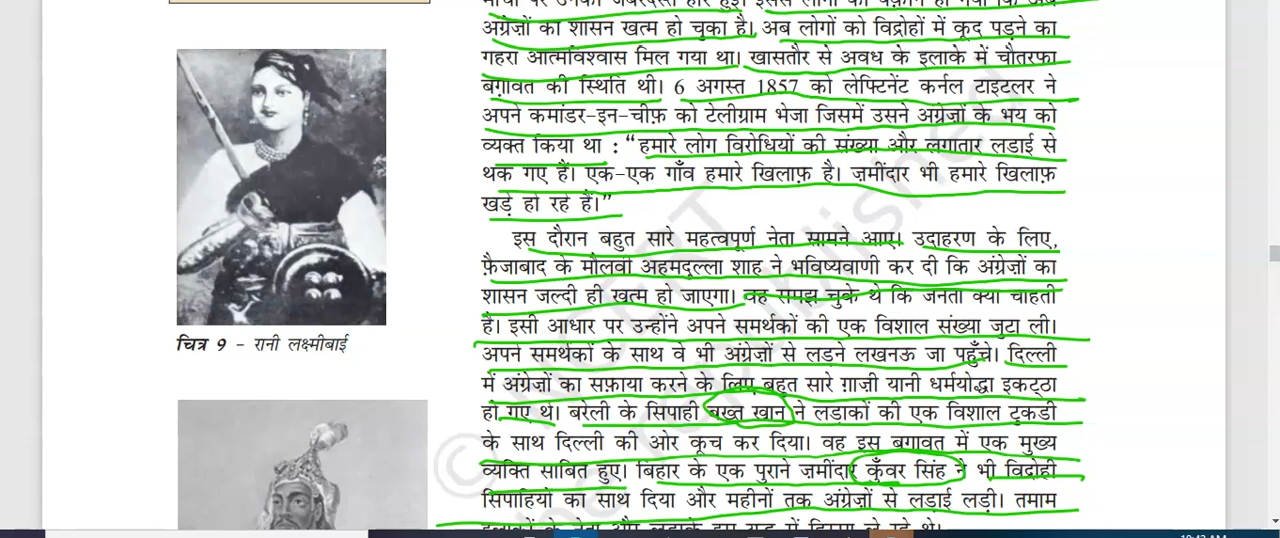 अंग्रेजों का शासन खत्म हो चुका है। अब लोगों को विद्रोहों में कूद पड़ने का
गहरा आत्मविश्वास मिल गया था। खासतौर से अवध के इलाके में चौतरफा
बग़ावत की स्थिति थी। 6 अगस्त 1857 को लेफ्टिनेंट कर्नल टाइटलर ने
अपने कमांडर-इन-चीफ़ को टेलीग्राम भेजा जिसमें उसने अंग्रेजों के भय को
व्यक्त किया था : “हमारे लोग विरोधियों की संख्या और लगातार लडाई से
थक गए हैं। एक-एक गाँव हमारे खिलाफ़ है। ज़मींदार भी हमारे खिलाफ़
खड़े हो रहे हैं।”
इस दौरान बहुत सारे महत्वपूर्ण नेता सामने आए। उदाहरण के लिए,
फ़ैजाबाद के मौलवी अहमदुल्ला शाह ने भविष्यवाणी कर दी कि अंग्रेजों का
शासन जल्दी ही खत्म हो जाएगा। वह समझ चुके थे कि जनता क्या चाहती
है। इसी आधार पर उन्होंने अपने समर्थकों की एक विशाल संख्या जुटा ली।
अपने समर्थकों के साथ वे भी अंग्रेजों से लड़ने लखनऊ जा पहुँचे। दिल्ली
में अंग्रेजों का सफ़ाया करने के लिए बहुत सारे ग़ाज़ी यानी धर्मयोद्धा इकट्ठा
हो गए थे। बरेली के सिपाही बख्त खान ने लड़ाकों की एक विशाल टुकडी
के साथ दिल्ली की ओर कूच कर दिया। वह इस बगावत में एक मुख्य
व्यक्ति साबित हुए। बिहार के एक पुराने ज़मींदार कुँवर सिंह ने भी विद्रोही
सिपाहियों का साथ दिया और महीनों तक अंग्रेज़ों से लड़ाई लड़ी। तमाम
चित्र 9 – रानी लक्ष्मीबाई